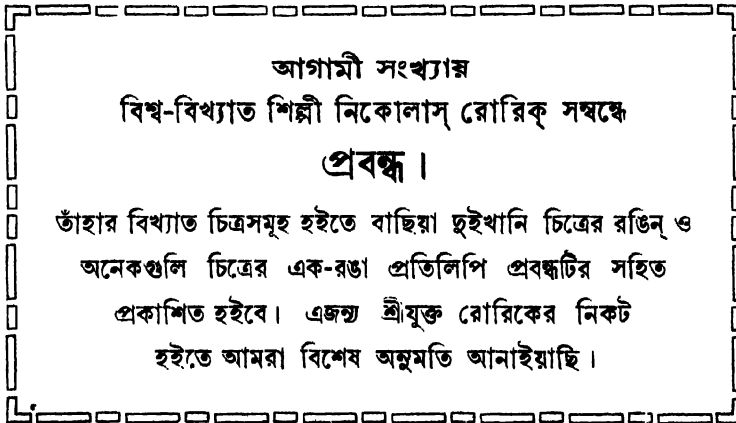 আগামী সংখ্যায়
বিশ্ব-বিখ্যাত শিল্পী নিকোলাস্ রোরিক্ সম্বন্ধে
প্রবন্ধ।
তাঁহার বিখ্যাত চিত্রসমূহ হইতে বাছিয়া দুইখানি চিত্রের রঙিন্ ও
অনেকগুলি চিত্রের এক-রঙা প্রতিলিপি প্রবন্ধটির সহিত
প্রকাশিত হইবে। এজন্য শ্রীযুক্ত রোরিকের নিকট
হইতে আমরা বিশেষ অনুমতি আনাইয়াছি।